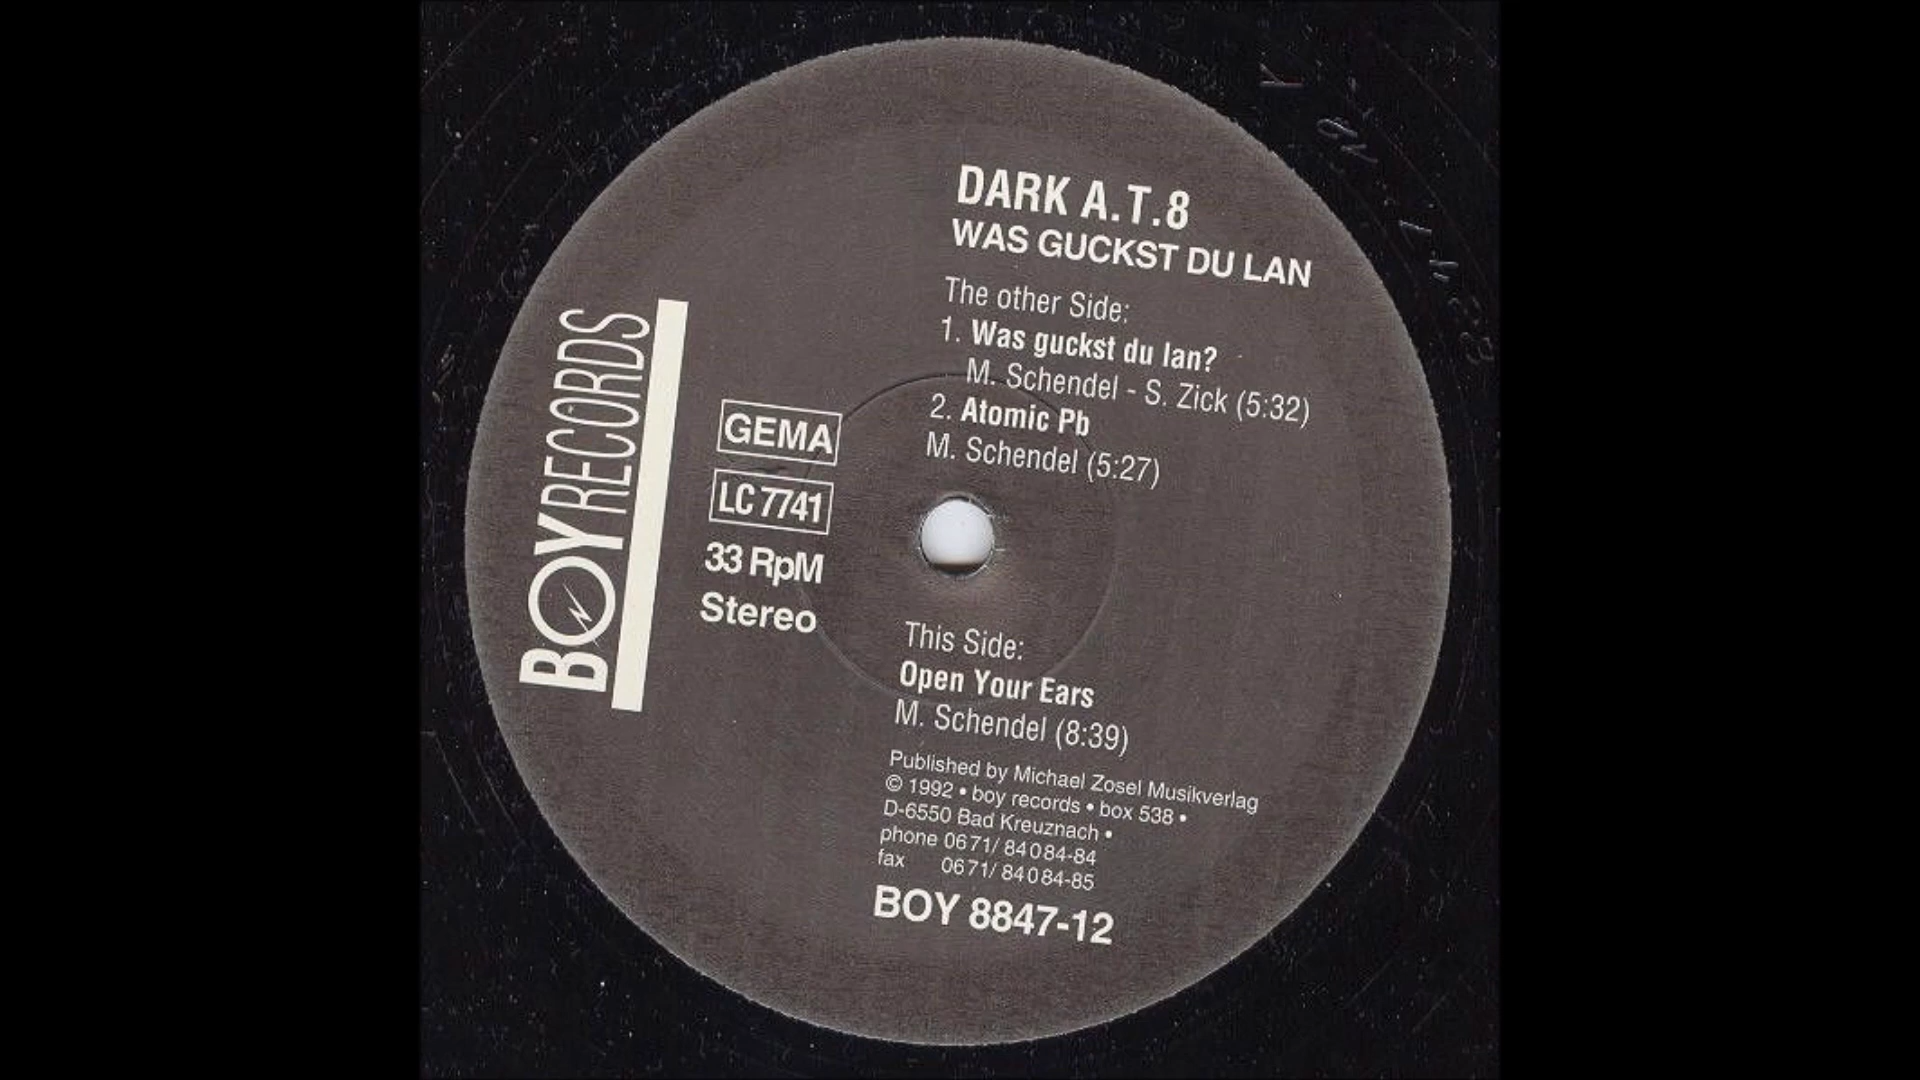 DARK A.T.8
WAS GUCKST DU LAN
The other Side:
1. Was guckst du lan?
M. Schendel - S. Zick (5:32)
2. Atomic Pb
M. Schendel (5:27)
BOYRECORDS
GEMA
LC 7741
33 RpM
Stereo
This Side:
Open Your Ears
M. Schendel (8:39)
Published by Michael Zosel Musikverlag
© 1992 • boy records • box 538 •
D-6550 Bad Kreuznach •
phone 0671/ 84084-84
fax 0671/ 84084-85
BOY 8847-12